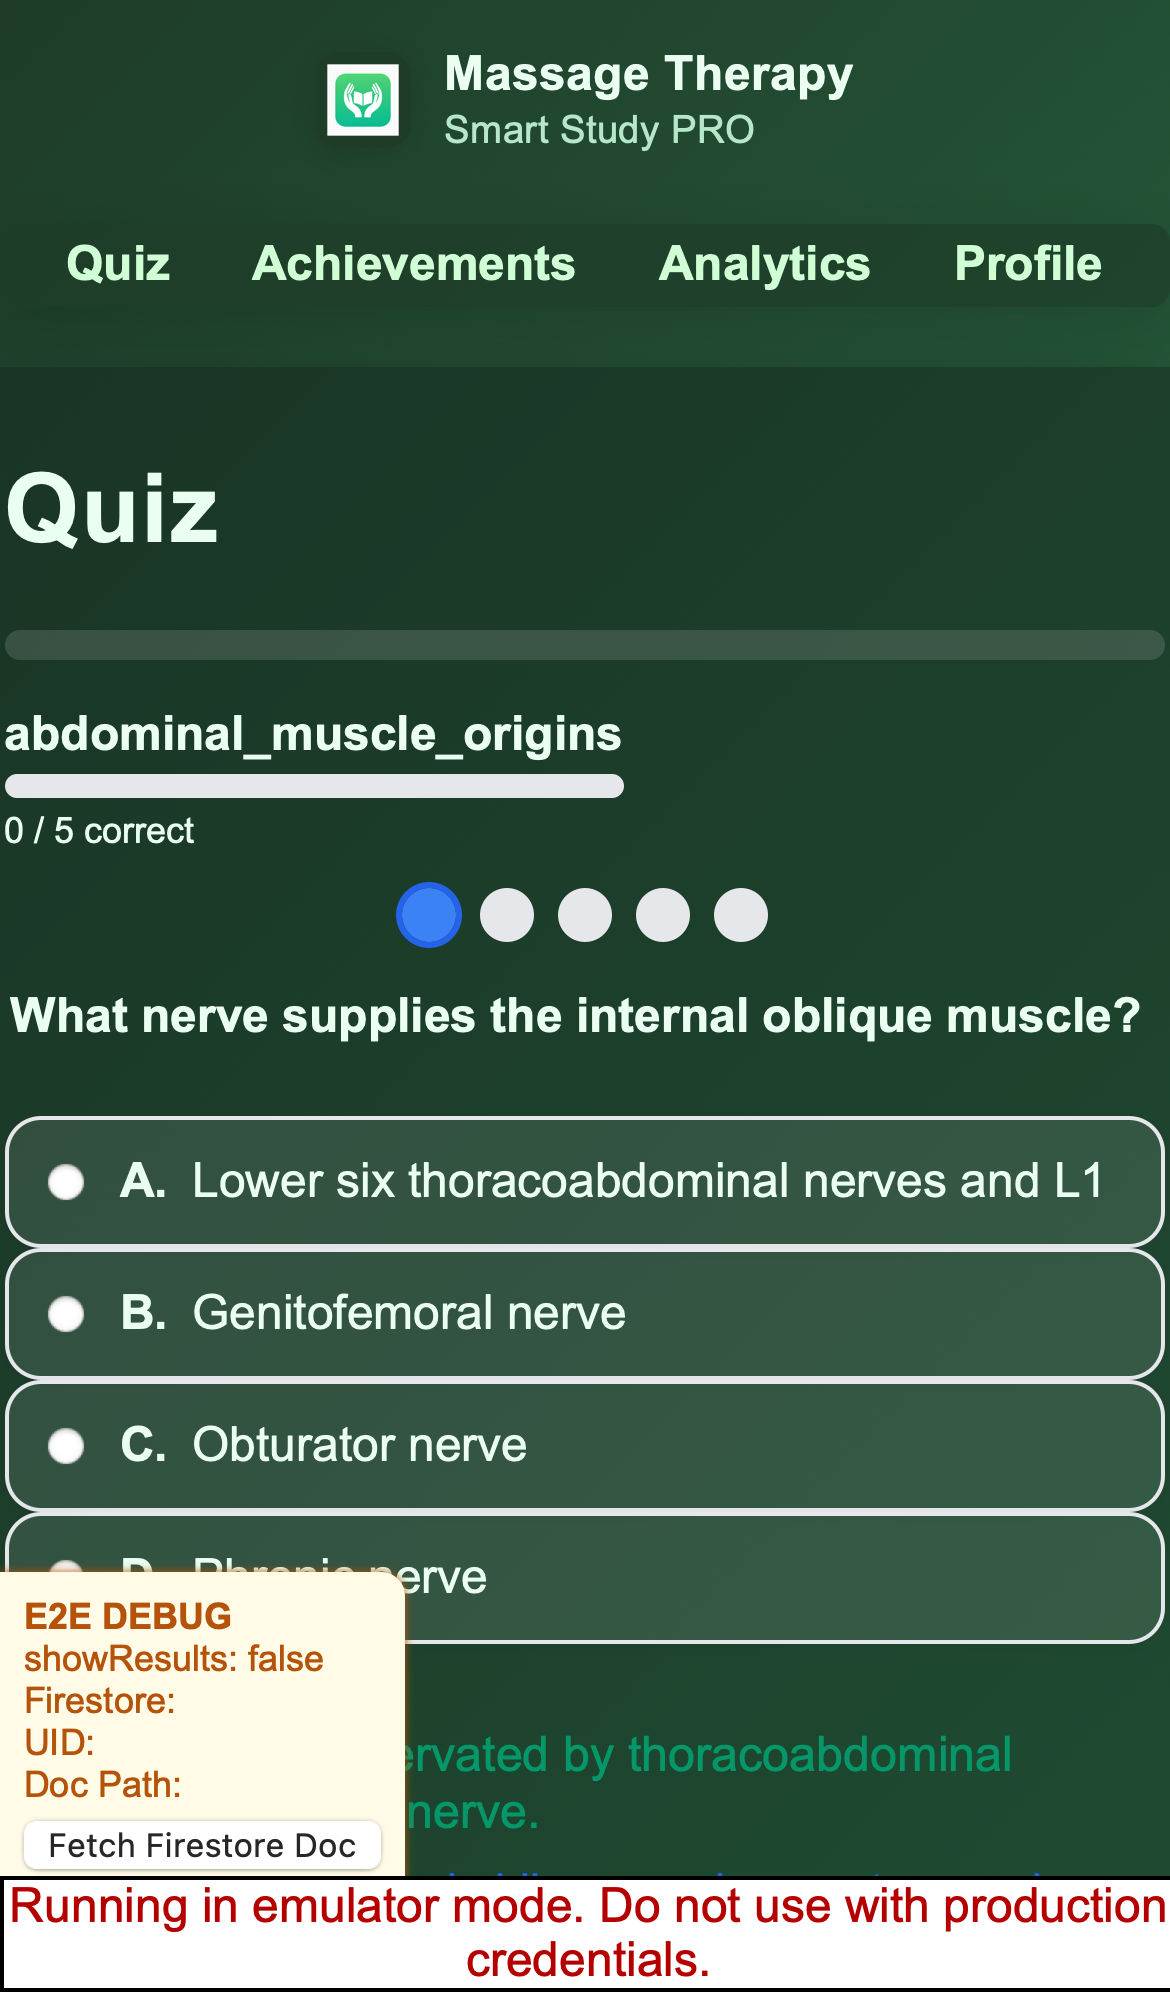 Massage Therapy
Smart Study PRO
Quiz Achievements Analytics Profile
Quiz
abdominal_muscle_origins
0 / 5 correct
What nerve supplies the internal oblique muscle?
A. Lower six thoracoabdominal nerves and L1
B. Genitofemoral nerve
C. Obturator nerve
D. Phrenic nerve
E2E DEBUG
showResults: false
Firestore:
UID:
Doc Path:
Fetch Firestore Doc
by thoracoabdominal
nerve.
Running in emulator mode. Do not use with production
credentials.